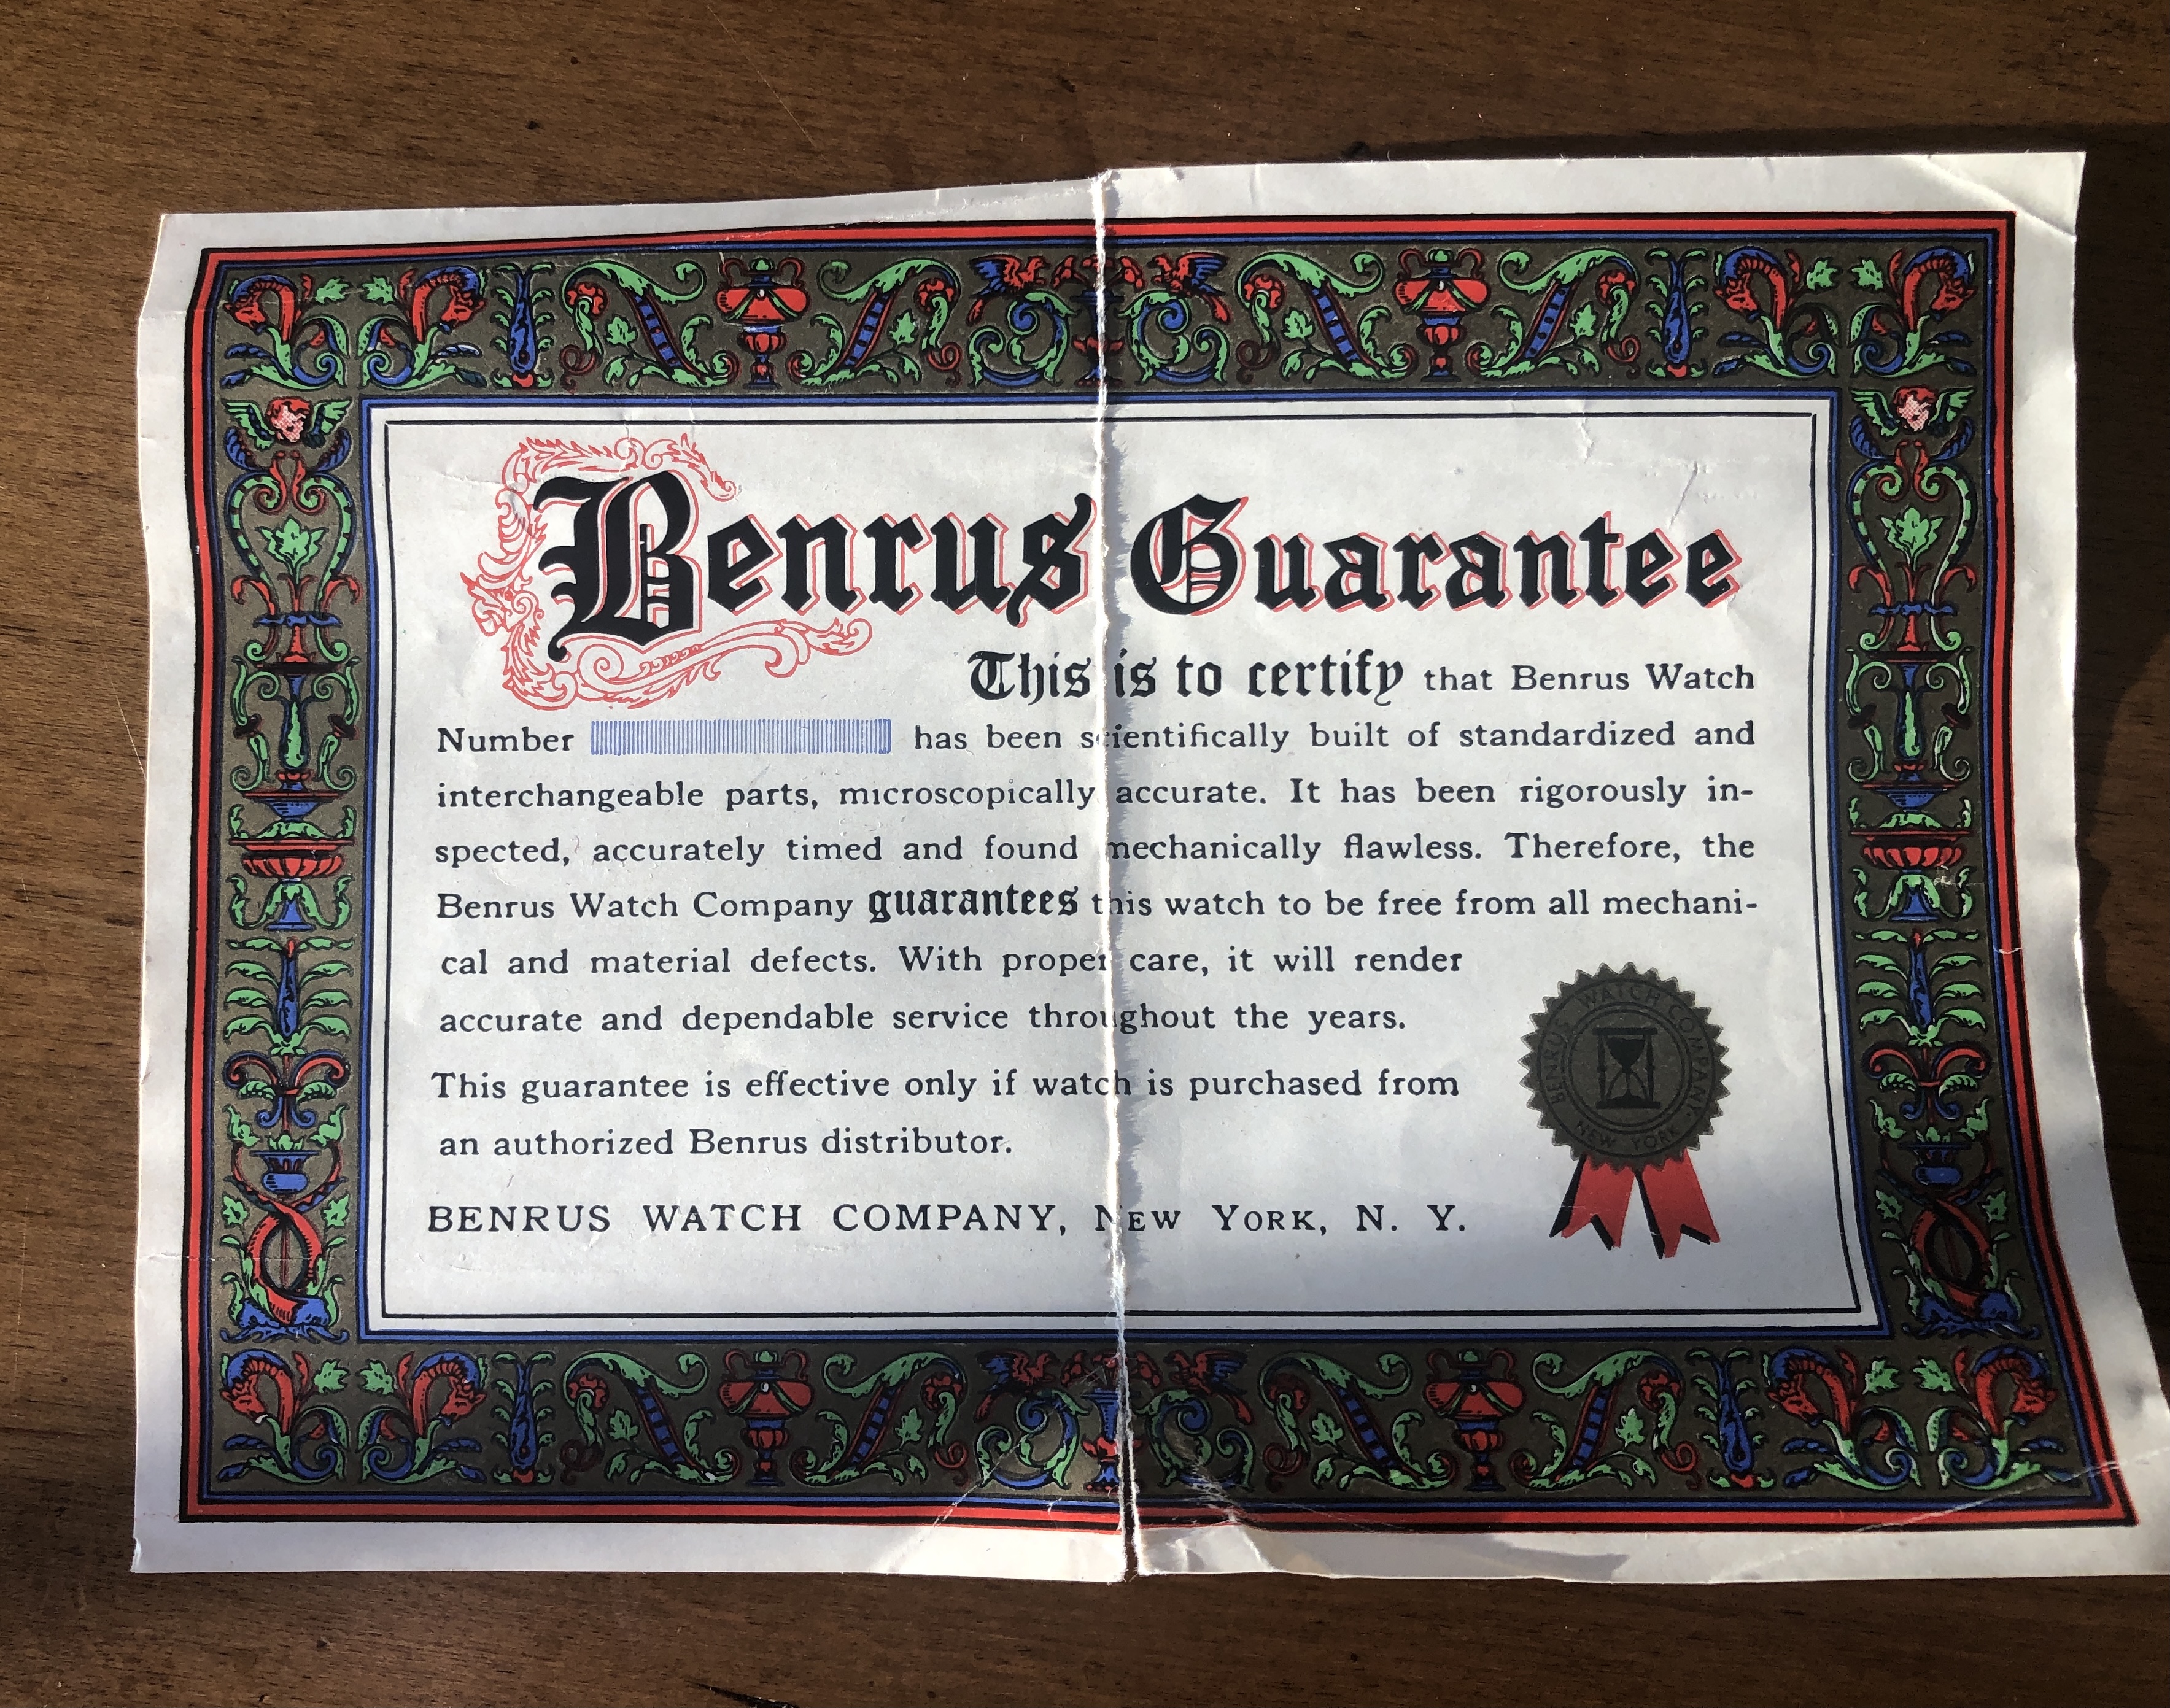 Benrus Guarantee
This is to certify that Benrus Watch
Number has been scientifically built of standardized and
interchangeable parts, microscopically accurate. It has been rigorously in-
spected, accurately timed and found mechanically flawless. Therefore, the
Benrus Watch Company guarantees this watch to be free from all mechani-
cal and material defects. With proper care, it will render
accurate and dependable service throughout the years.
This guarantee is effective only if watch is purchased from
an authorized Benrus distributor.
BENRUS WATCH COMPANY, NEW YORK, N. Y.
BENRUS WATCH COMPANY·
NEW YORK